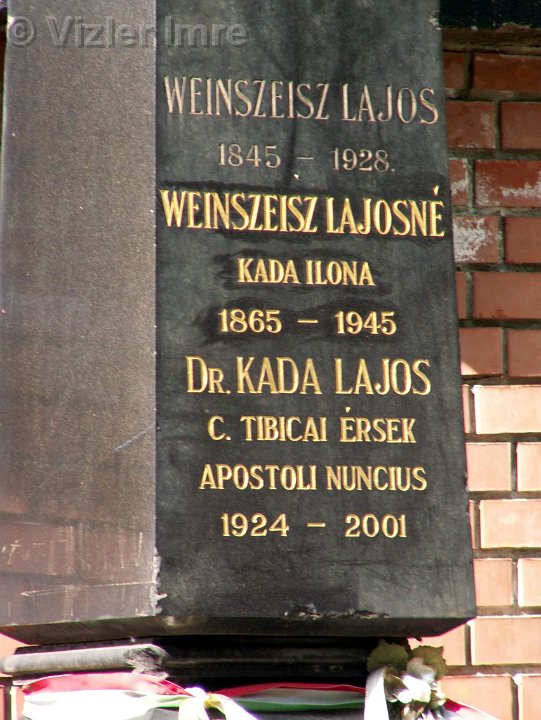 © Vizler Imre
WEINSZEISZ LAJOS
1845 – 1928.
WEINSZEISZ LAJOSNÉ
KADA ILONA
1865 – 1945
DR. KADA LAJOS
C. TIBICAI ÉRSEK
APOSTOLI NUNCIUS
1924 – 2001